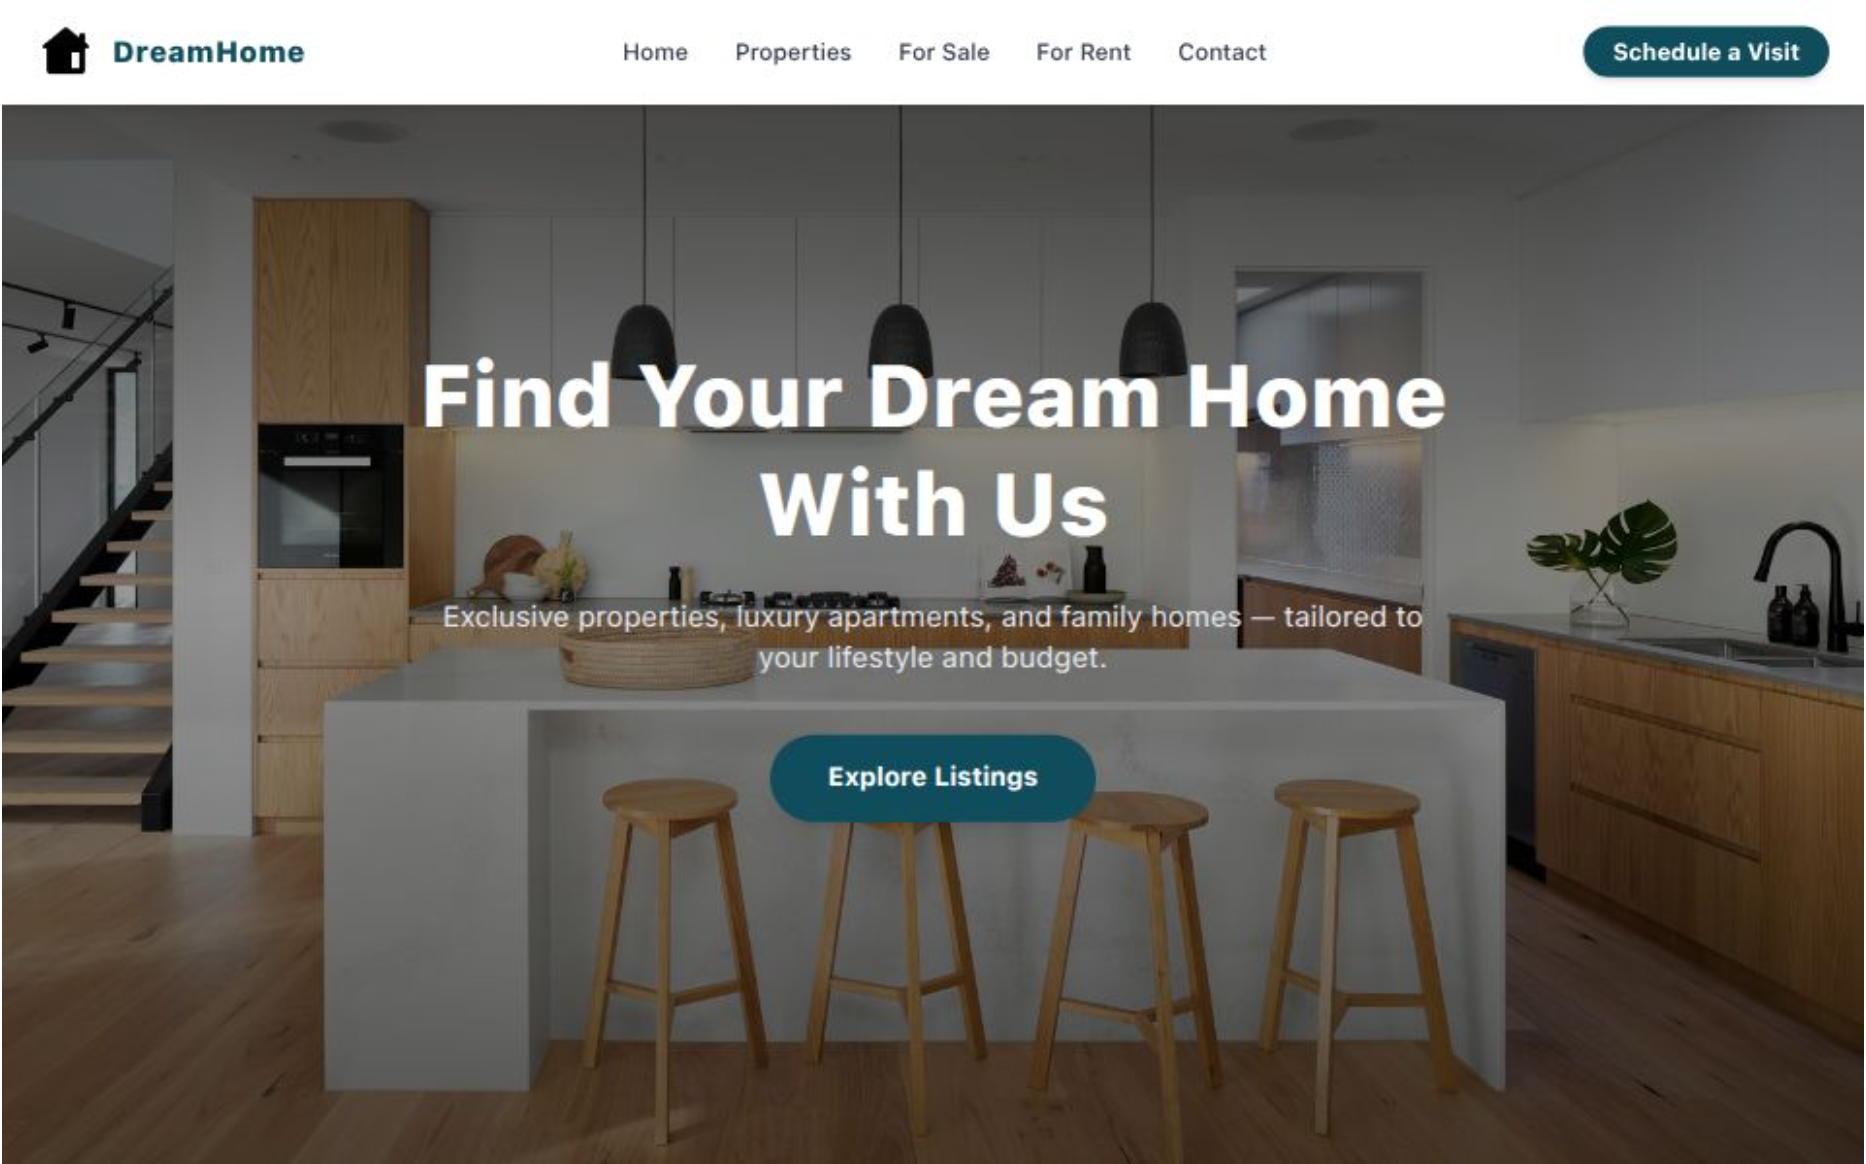 DreamHome
Home
Properties
For Sale
For Rent
Contact
Schedule a Visit
Find Your Dream Home
With Us
Exclusive properties, luxury apartments, and family homes — tailored to
your lifestyle and budget.
Explore Listings